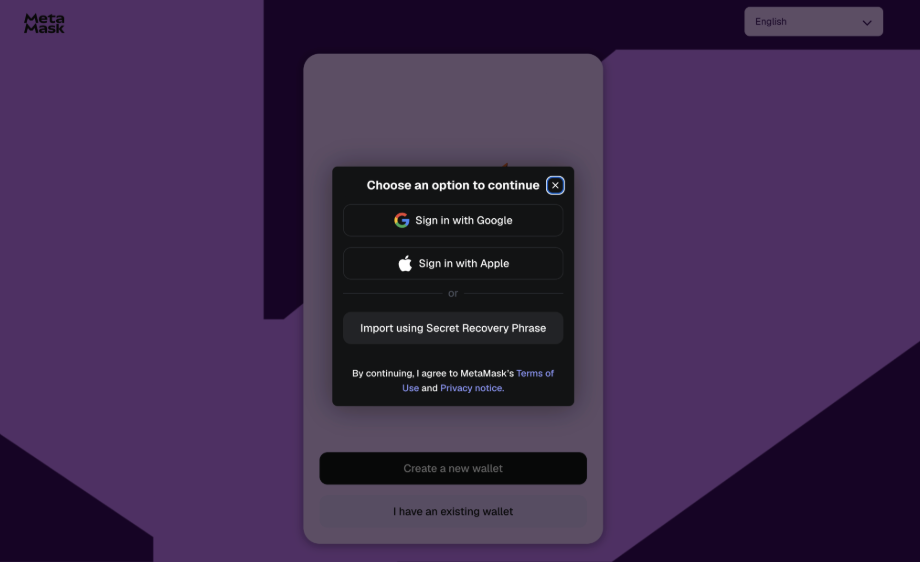 Meta
Mask
English
Choose an option to continue
Sign in with Google
Sign in with Apple
or
Import using Secret Recovery Phrase
By continuing, I agree to MetaMask's Terms of
Use and Privacy notice.
Create a new wallet
I have an existing wallet